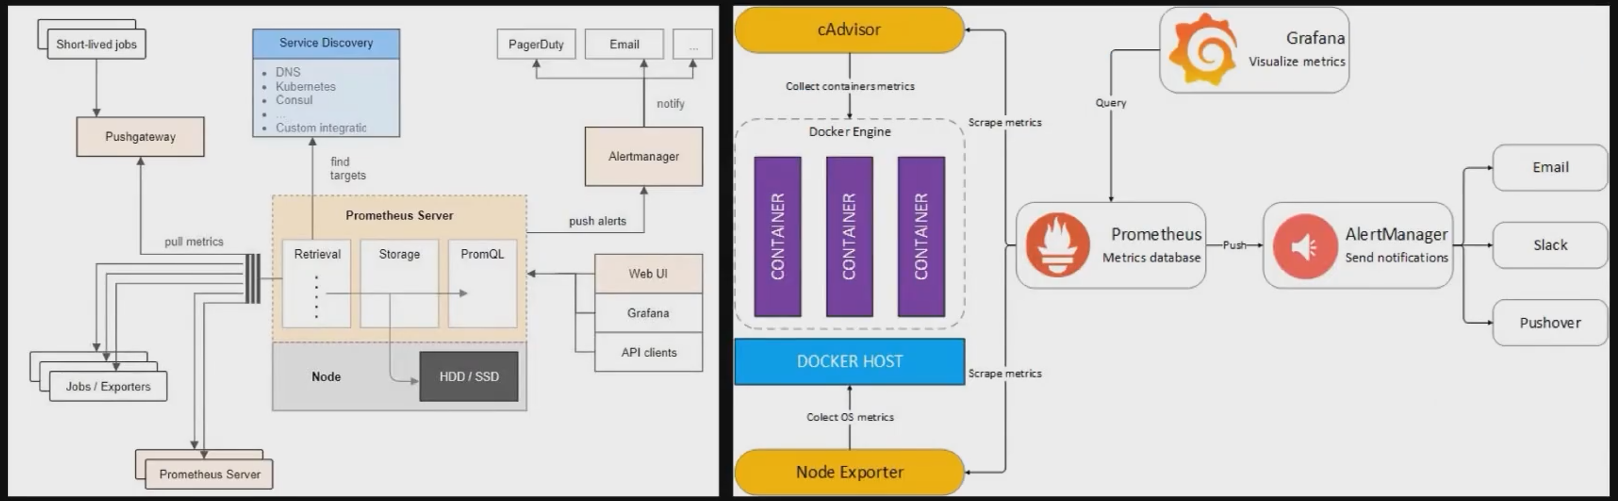 Short-lived jobs
Pushgateway
Service Discovery
DNS
Kubernetes
Consul
...
Custom integratic
find
targets
PagerDuty
Email
...
notify
Alertmanager
push alerts
Prometheus Server
Retrieval
Storage
PromQL
pull metrics
Web UI
Grafana
API clients
Node
HDD / SSD
Jobs / Exporters
Prometheus Server
cAdvisor
Collect containers metrics
Docker Engine
CONTAINER
CONTAINER
CONTAINER
DOCKER HOST
Colect OS metrics
Node Exporter
Scrape metrics
Scrape metrics
Grafana
Visualize metrics
Query
Prometheus
Metrics database
Push
AlertManager
Send notifications
Email
Slack
Pushover